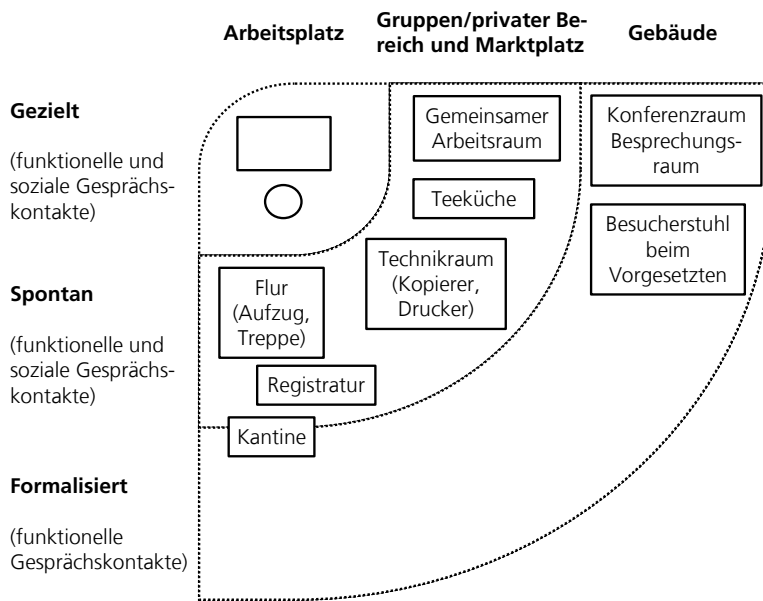 Arbeitsplatz
Gruppen/privater Be-
reich und Marktplatz
Gebäude
Gezielt
(funktionelle und
soziale Gesprächs-
kontakte)
Gemeinsamer
Arbeitsraum
Konferenzraum
Besprechungs-
raum
Teeküche
Besucherstuhl
beim
Vorgesetzten
Technikraum
(Kopierer,
Drucker)
Spontan
(funktionelle und
soziale Gesprächs-
kontakte)
Flur
(Aufzug,
Treppe)
Registratur
Kantine
Formalisiert
(funktionelle
Gesprächskontakte)